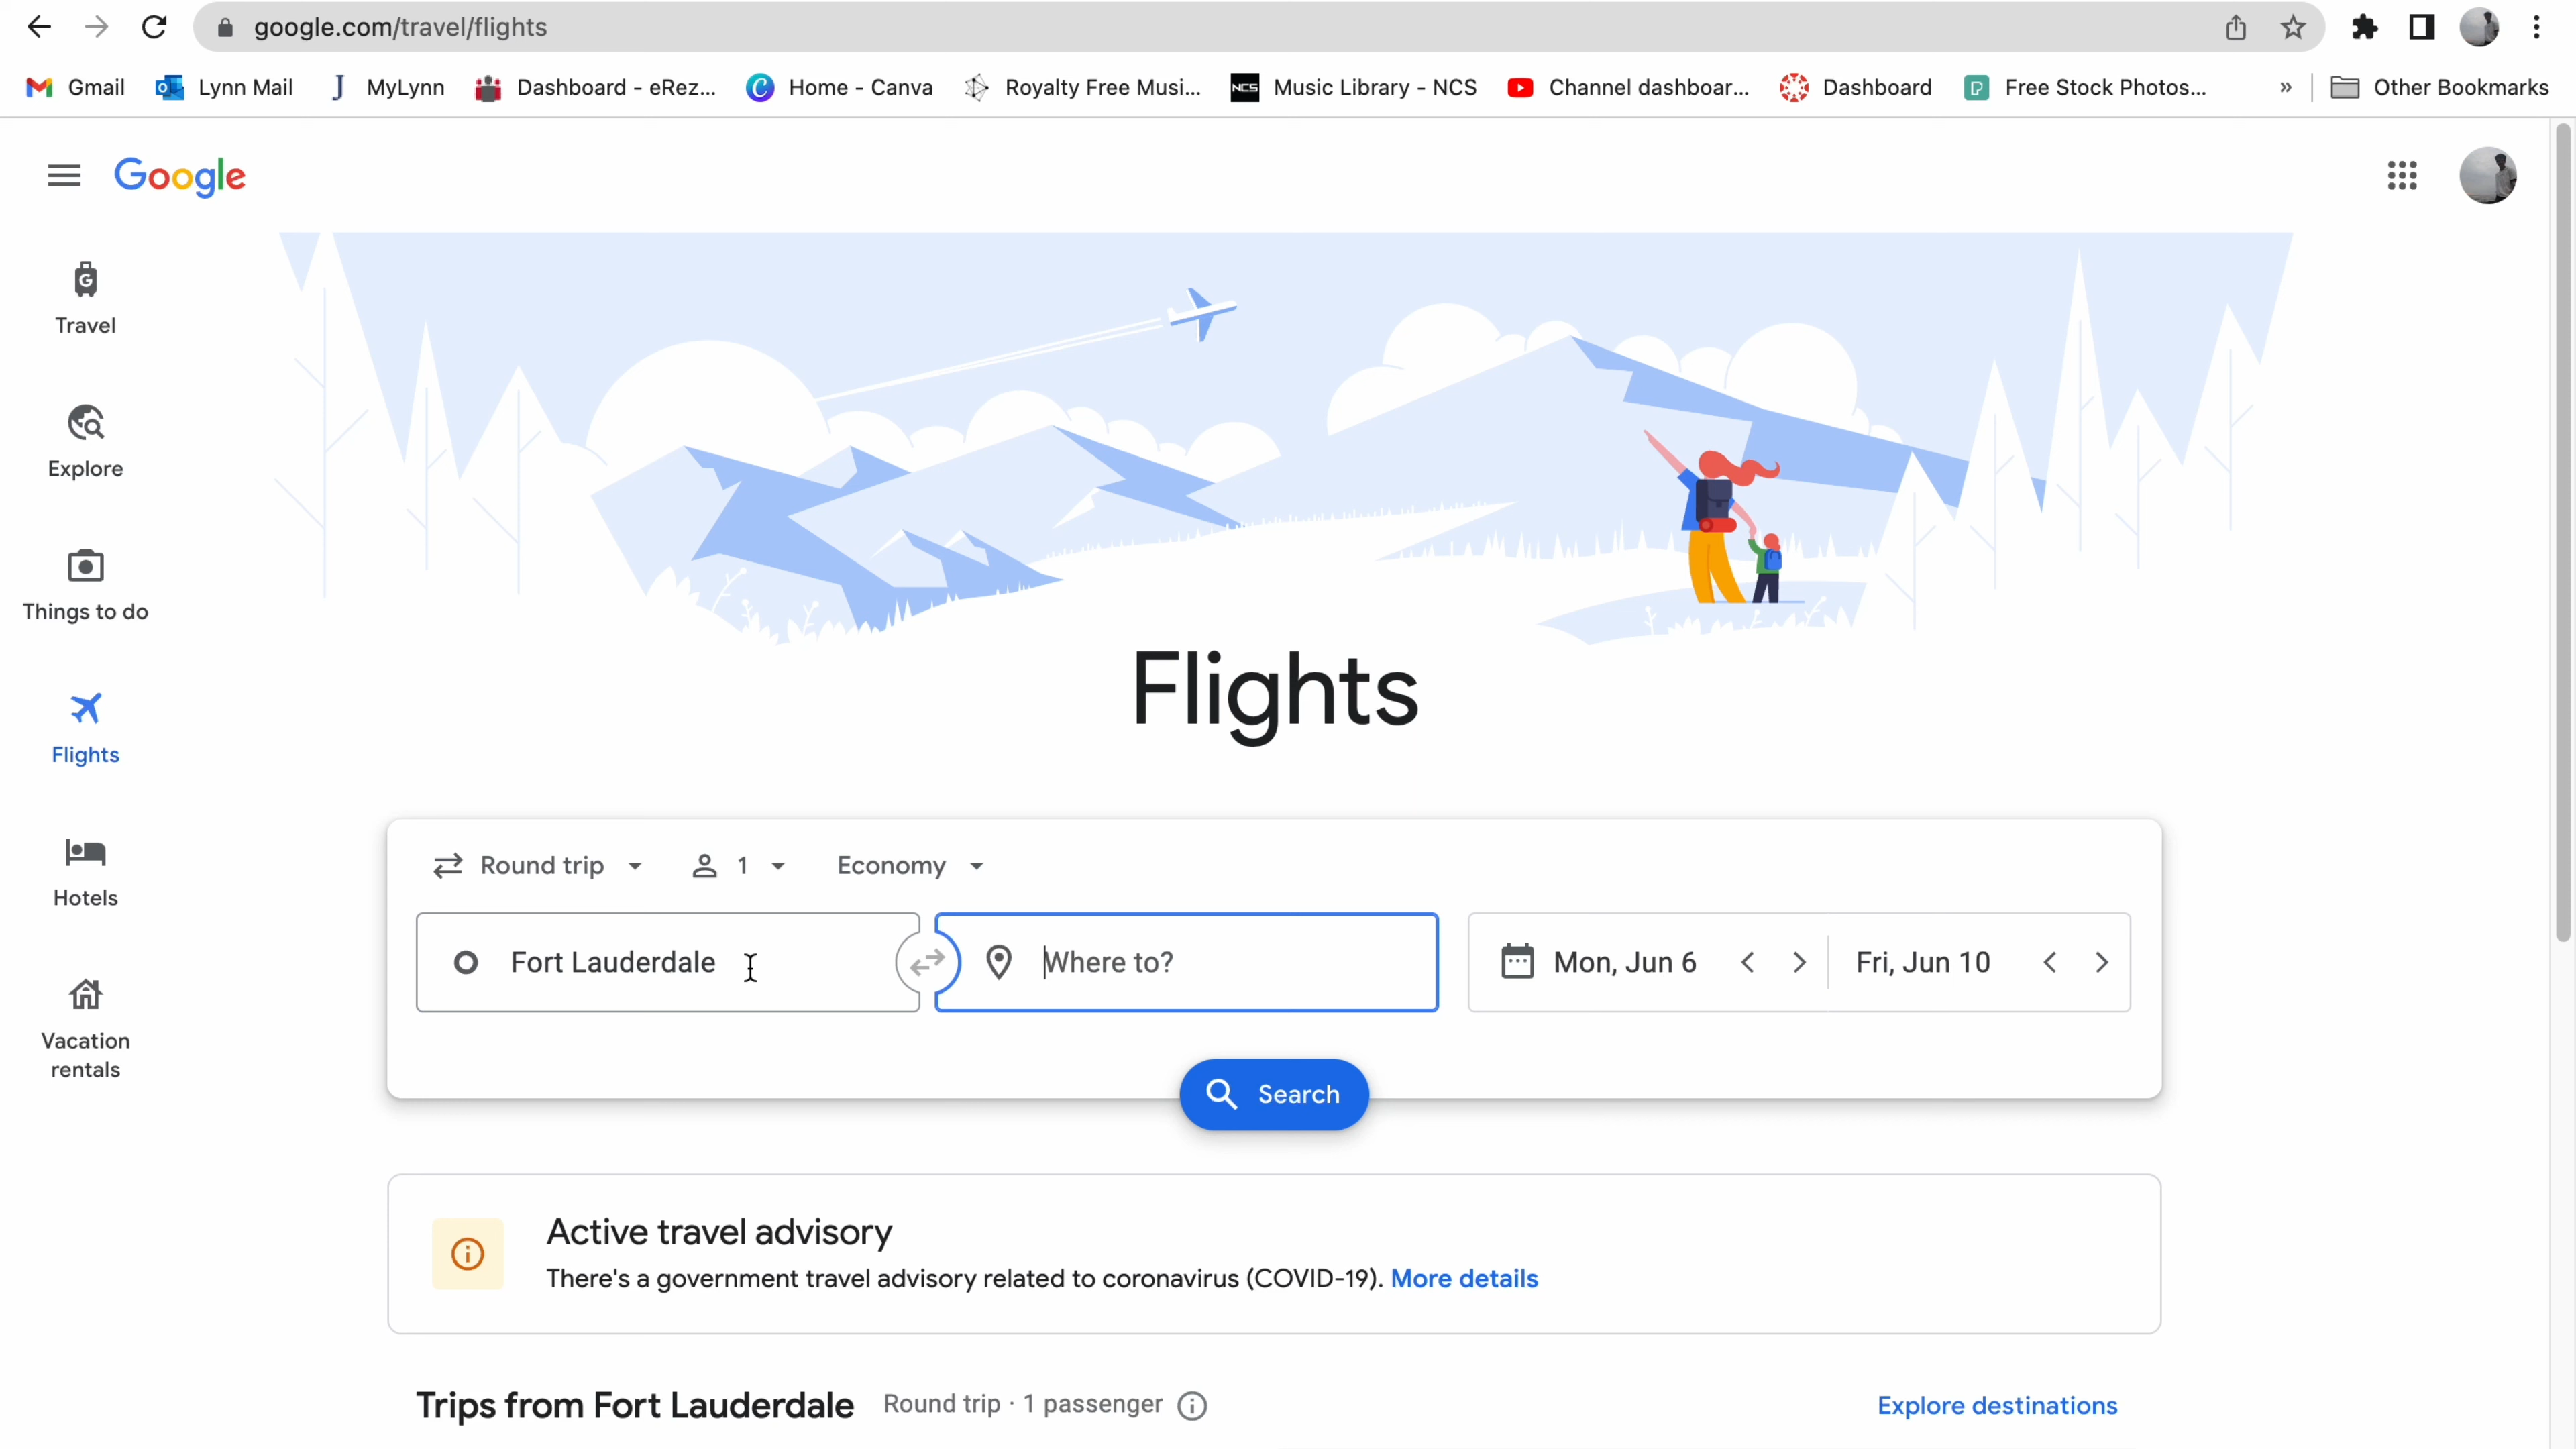 google.com/travel/flights
Gmail
Lynn Mail
MyLynn
Dashboard - eRez...
Home - Canva
Royalty Free Musi...
NCS
Music Library - NCS
Channel dashboar...
Dashboard
Free Stock Photos...
»
Other Bookmarks
Google
Travel
Explore
Things to do
Flights
Hotels
Vacation
rentals
Flights
Round trip
1
Economy
Fort Lauderdale
Where to?
Mon, Jun 6
Fri, Jun 10
Search
Active travel advisory
There's a government travel advisory related to coronavirus (COVID-19). More details
Trips from Fort Lauderdale
Round trip · 1 passenger
Explore destinations